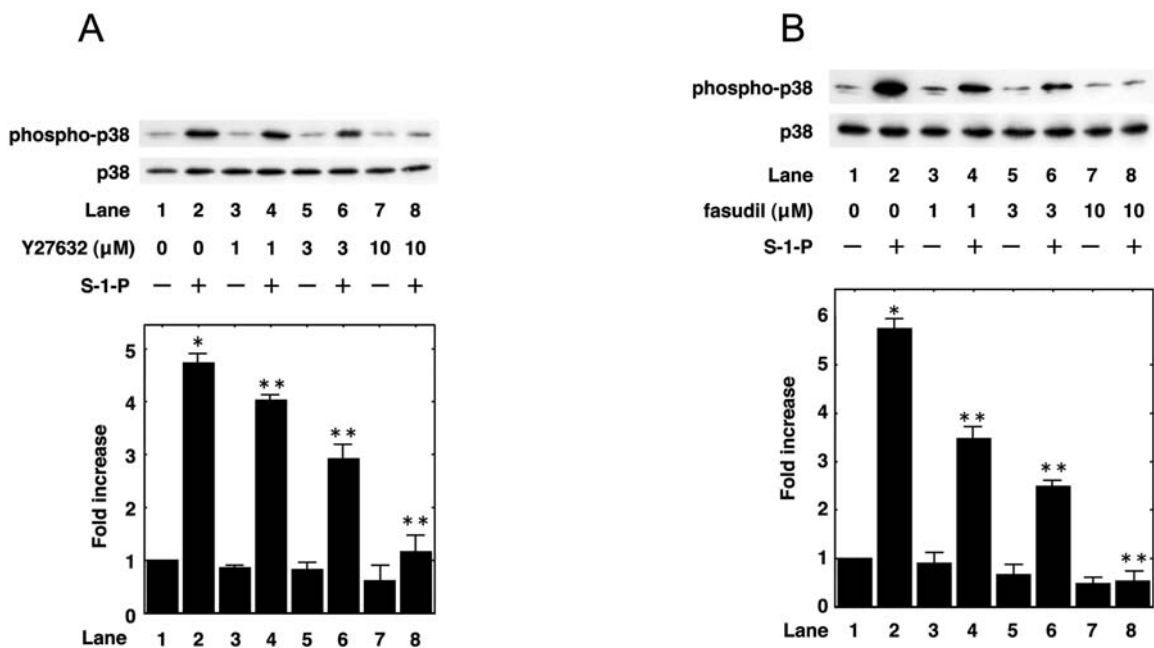 A
phospho-p38
p38
Lane 1 2 3 4 5 6 7 8
Y27632 (μM) 0 0 1 1 3 3 10 10
S-1-P − + − + − + − +
Fold increase
5
4
3
2
1
0
* ** ** **
Lane 1 2 3 4 5 6 7 8
B
phospho-p38
p38
Lane 1 2 3 4 5 6 7 8
fasudil (μM) 0 0 1 1 3 3 10 10
S-1-P − + − + − + − +
Fold increase
6
5
4
3
2
1
0
* ** ** **
Lane 1 2 3 4 5 6 7 8